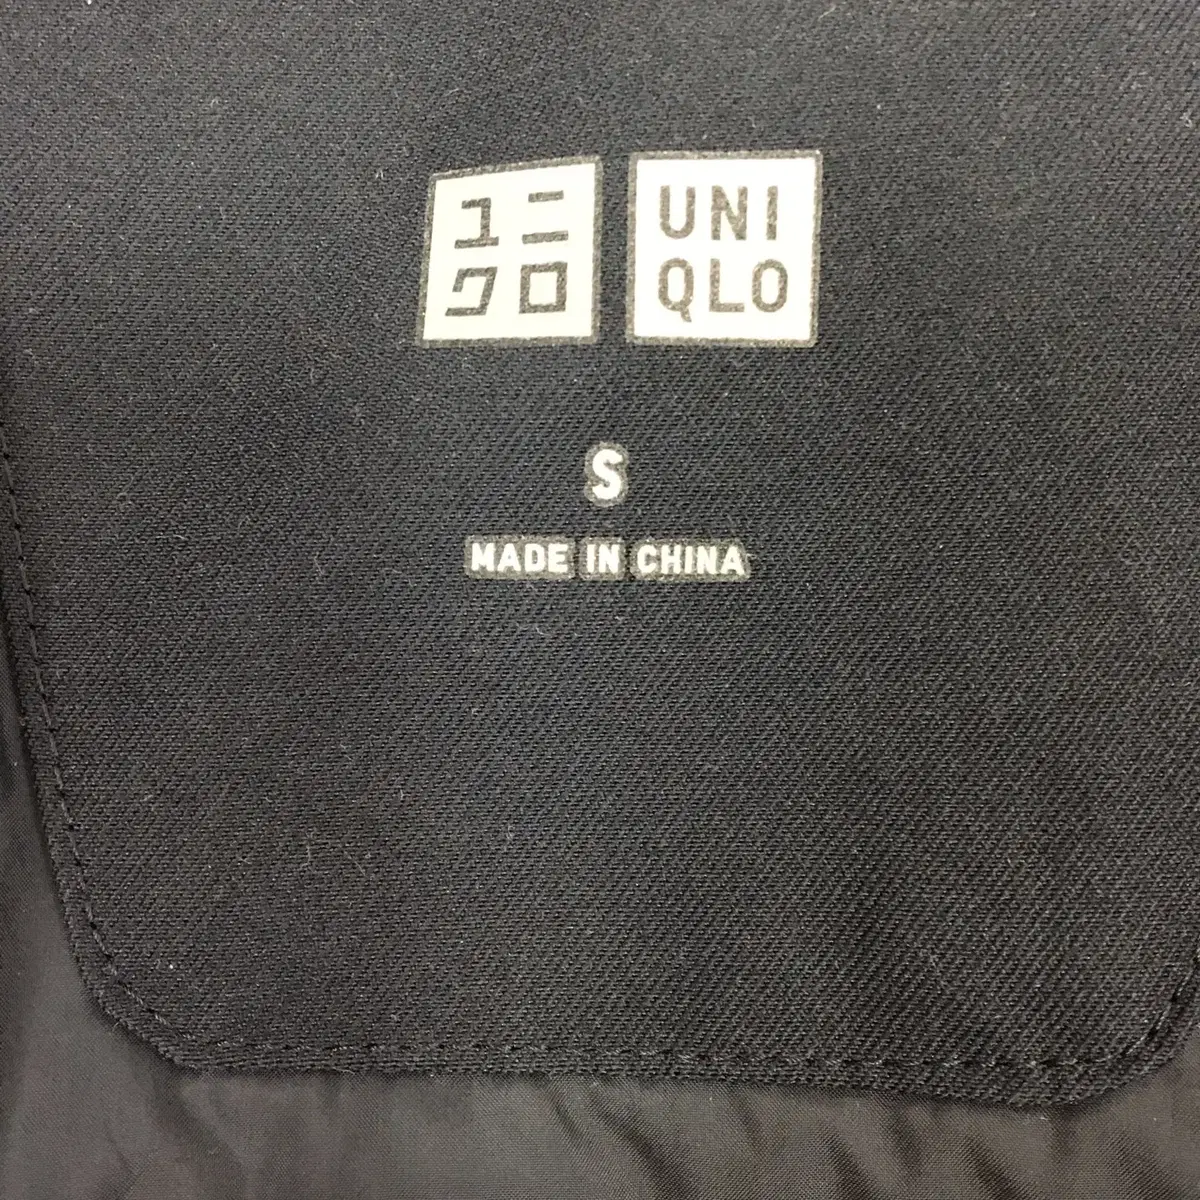 ユニ
クロ
UNI
QLO
S
MADE IN CHINA